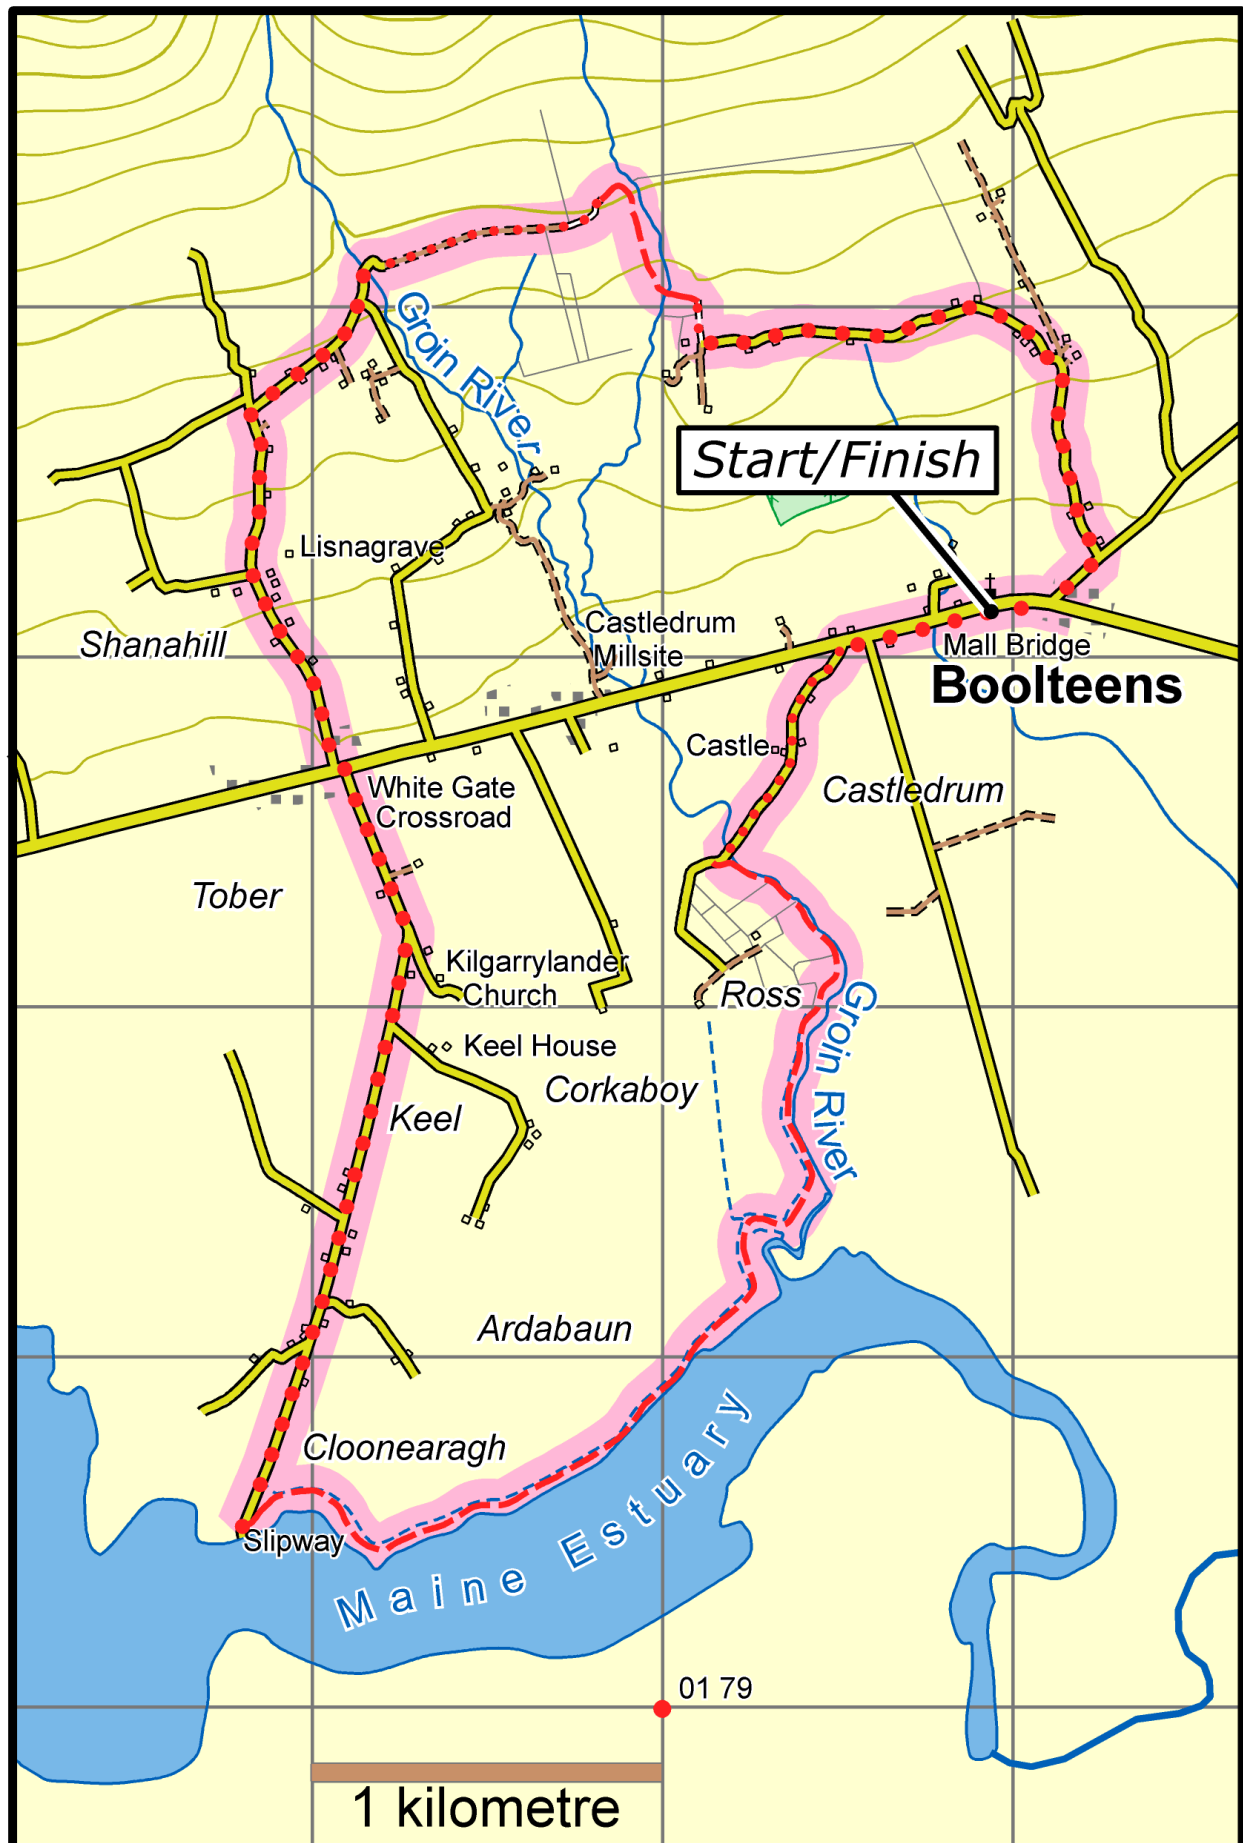 Groin River
Start/Finish
Lisnagrave
Castledrum
Millsite
Shanahill
Mall Bridge
Boolteens
Castle
White Gate
Crossroad
Castledrum
Tober
Kilgarrylander
Church
Ross
Groin River
Keel House
Corkaboy
Keel
Ardabaun
Cloonearagh
Slipway
Maine Estuary
01 79
1 kilometre